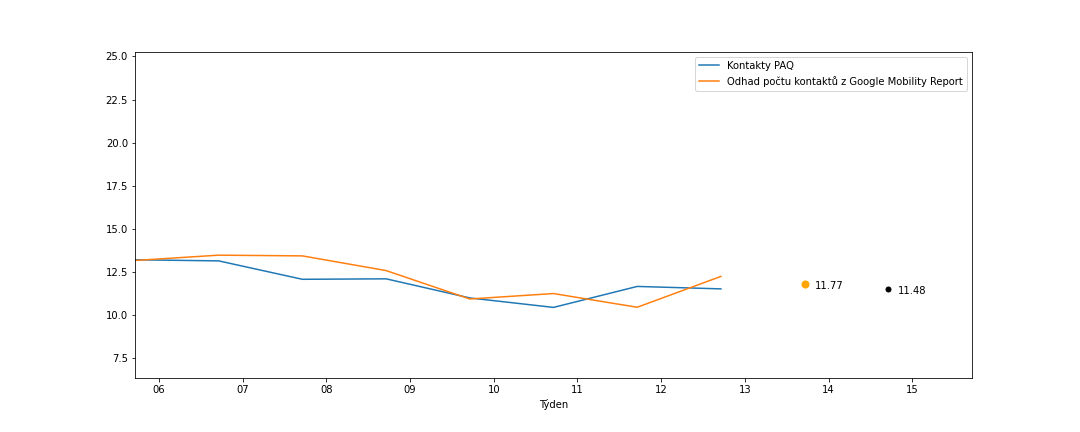 25.0
22.5
20.0
17.5
15.0
12.5
10.0
7.5
Kontakty PAQ
Odhad počtu kontaktů z Google Mobility Report
11.77
11.48
06 07 08 09 10 11 12 13 14 15
Týden